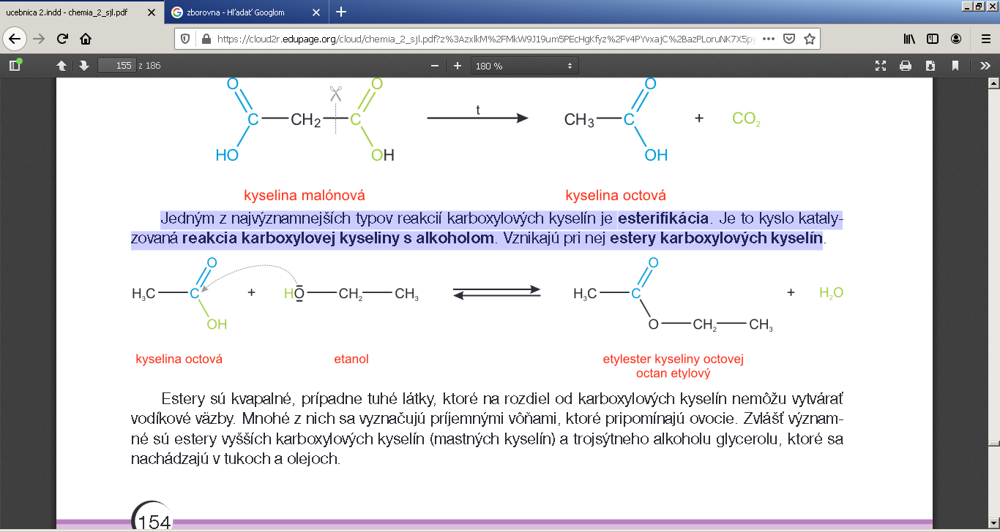 ucebnica 2.indd - chemia_2_sjl.pdf
zborovna - Hľadať Googlom
https://cloud2r.edupage.org/cloud/chemia_2_sjl.pdf?z%3AzxlkM%2FMkW9J19um5PEcHgKfyz%2Fv4PYvxajC%2BazPLoruNK7X5py
155 z 186
180 %
O O O
C CH2 C t CH3 C + CO2
HO OH OH
kyselina malónová kyselina octová
Jedným z najvýznamnejších typov reakcií karboxylových kyselín je esterifikácia. Je to kyslo kataly-
zovaná reakcia karboxylovej kyseliny s alkoholom. Vznikajú pri nej estery karboxylových kyselín.
O O
H3C C + HO CH2 CH3 H3C C + H2O
OH O CH2 CH3
kyselina octová etanol etylester kyseliny octovej
octan etylový
Estery sú kvapalné, prípadne tuhé látky, ktoré na rozdiel od karboxylových kyselín nemôžu vytvárať
vodíkové väzby. Mnohé z nich sa vyznačujú príjemnými vôňami, ktoré pripomínajú ovocie. Zvlášť význam-
né sú estery vyšších karboxylových kyselín (mastných kyselín) a trojsýtneho alkoholu glycerolu, ktoré sa
nachádzajú v tukoch a olejoch.
154